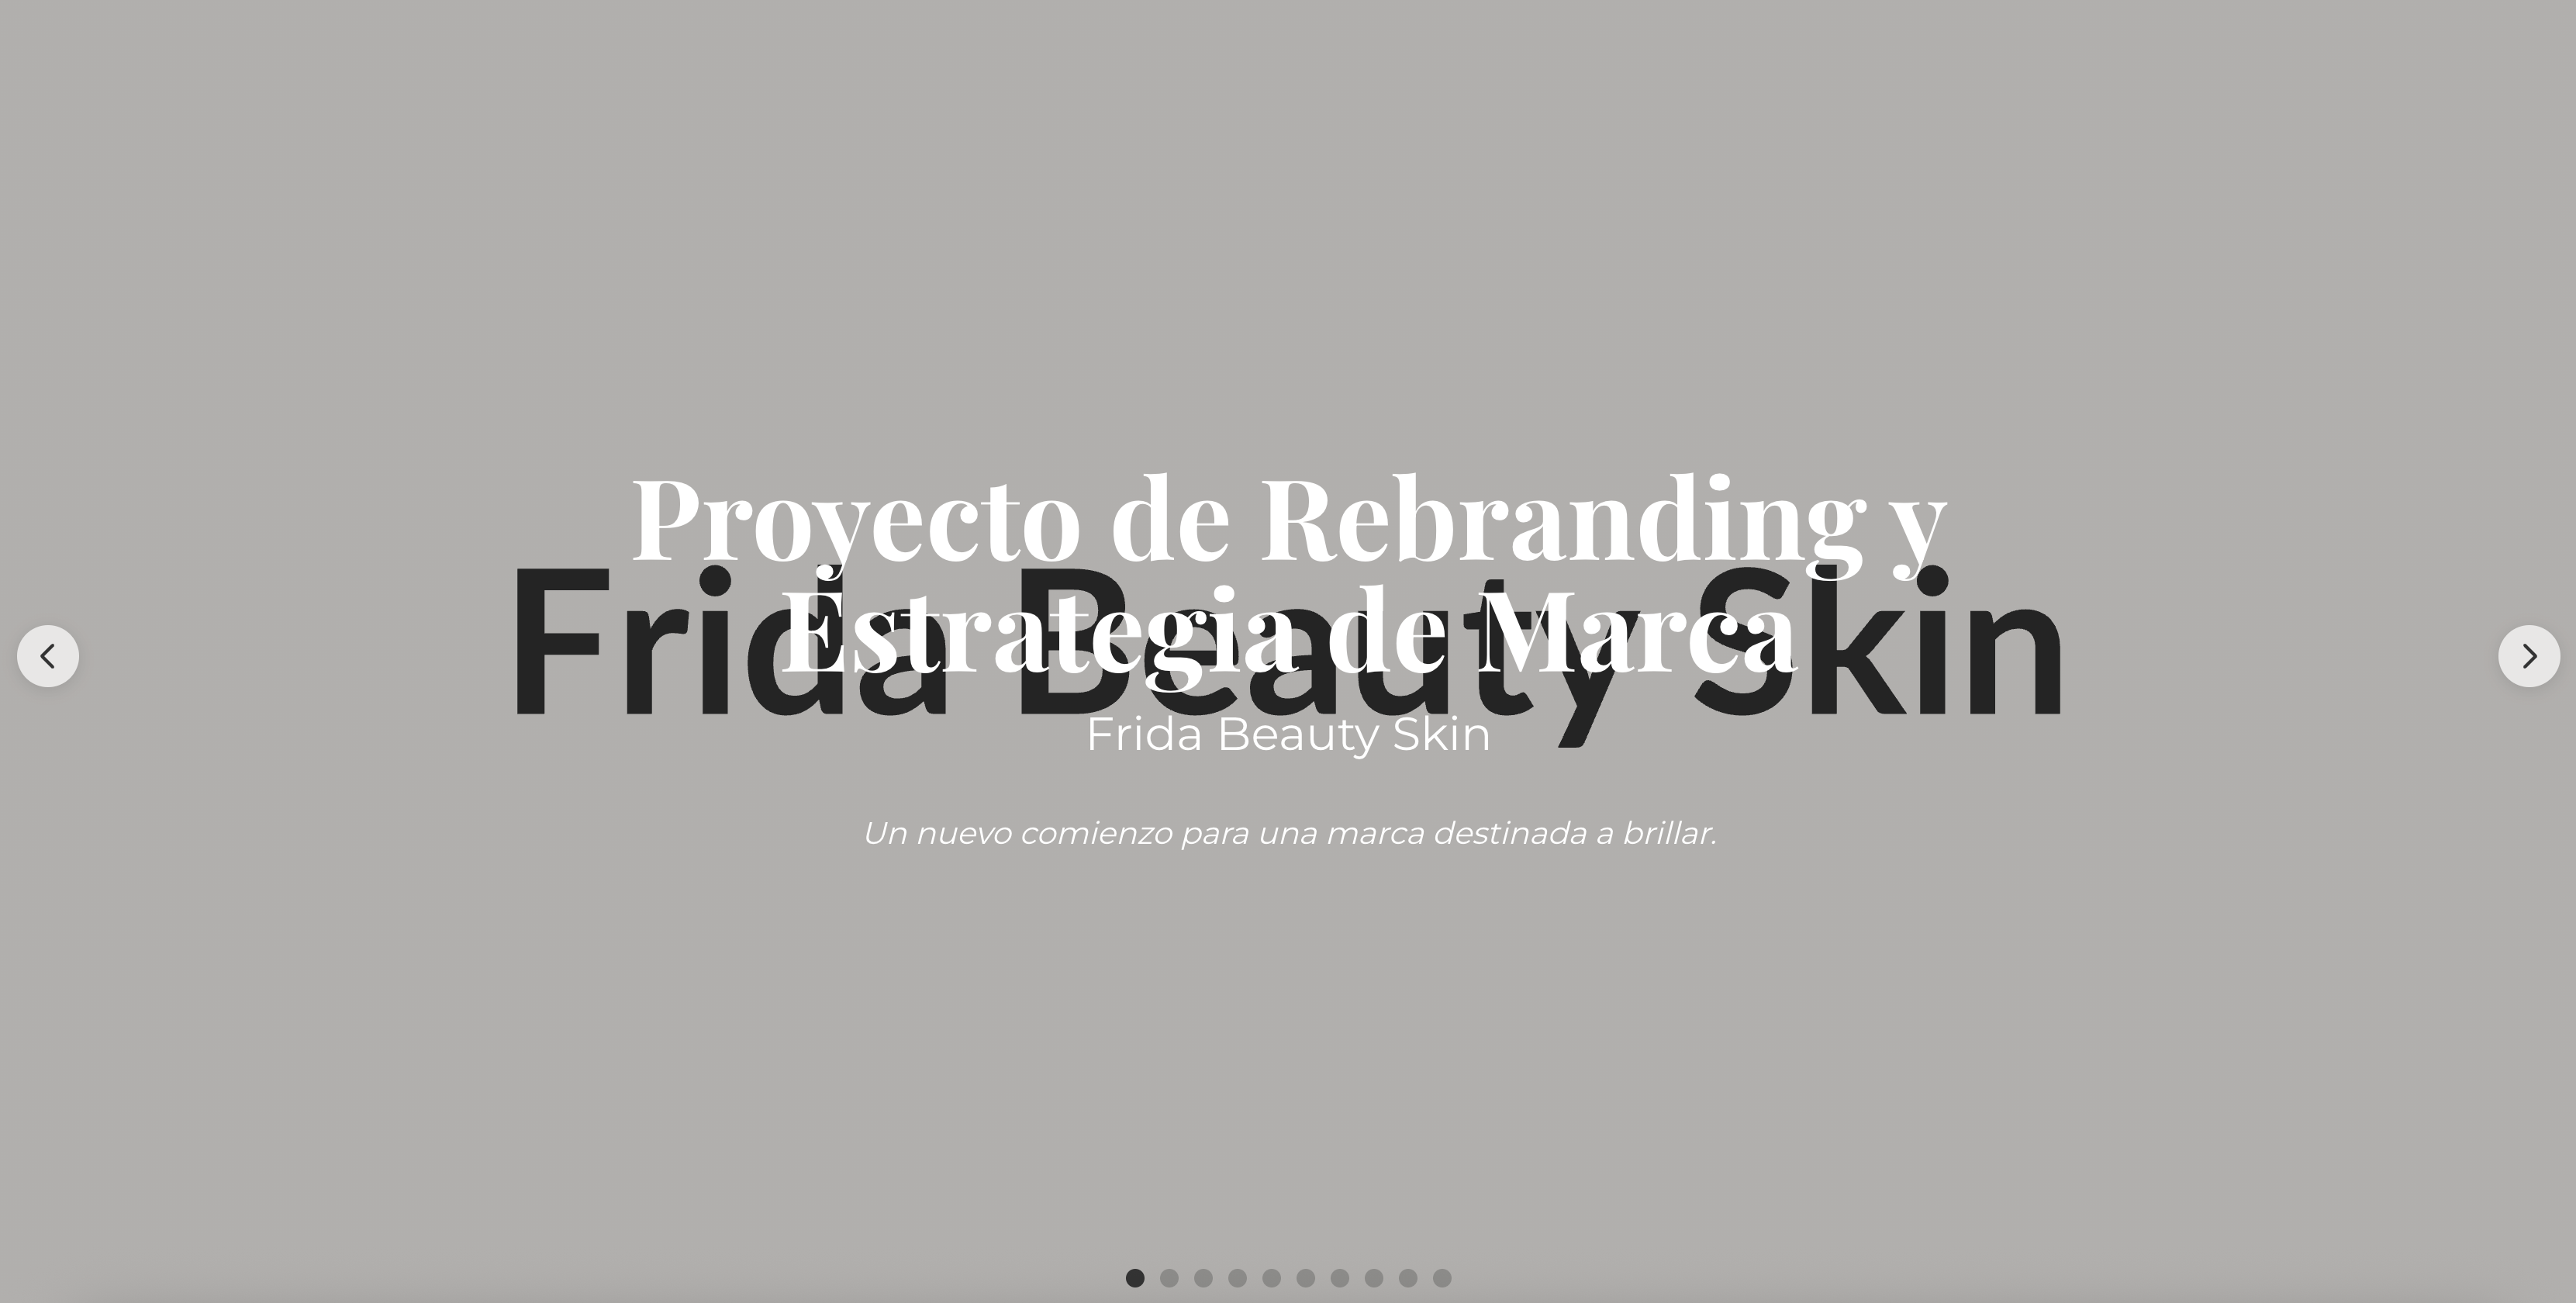 Proyecto de Rebranding y
Estrategia de Marca
Frida Beauty Skin
Frida Beauty Skin
Un nuevo comienzo para una marca destinada a brillar.